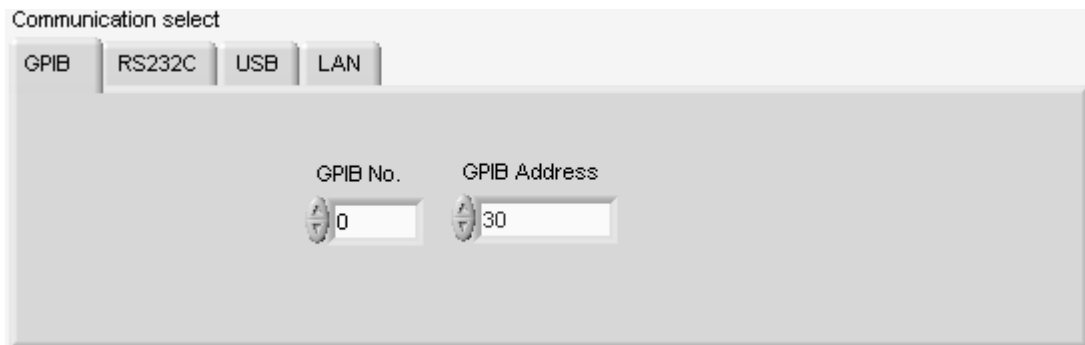 Communication select
GPIB RS232C USB LAN
GPIB No. GPIB Address
0 30